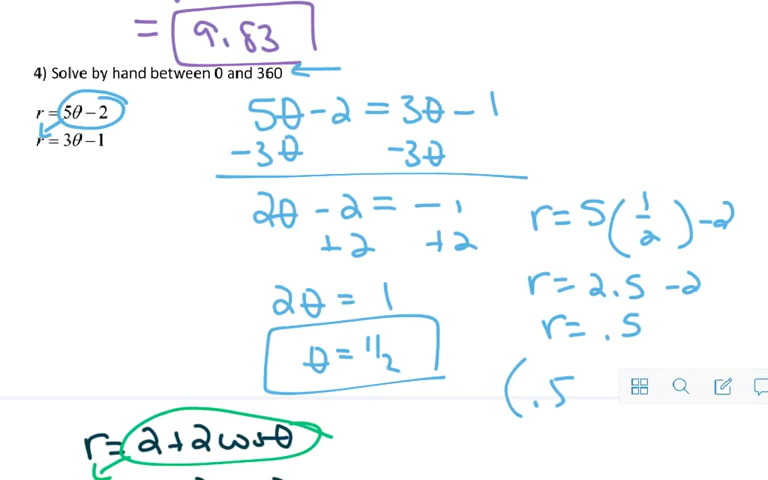 = 9.83
4) Solve by hand between 0 and 360
r = 5θ – 2
r = 3θ – 1
5θ – 2 = 3θ – 1
–3θ –3θ
2θ – 2 = –1
+2 +2
2θ = 1
θ = 1/2
r = 5(1/2) – 2
r = 2.5 – 2
r = .5
(.5
r = 2+2cosθ